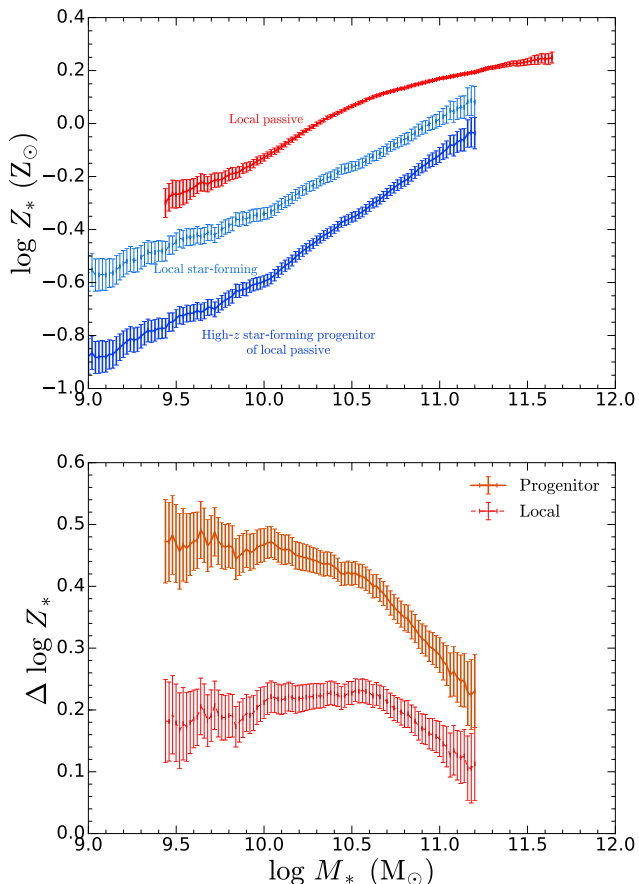 0.4
0.2
0.0
−0.2
−0.4
−0.6
−0.8
−1.0
log Z* (Z⊙)
Local passive
Local star-forming
High-z star-forming progenitor
of local passive
9.0 9.5 10.0 10.5 11.0 11.5 12.0
0.6
0.5
0.4
0.3
0.2
0.1
0.0
Δ log Z*
Progenitor
Local
9.0 9.5 10.0 10.5 11.0 11.5 12.0
log M* (M⊙)